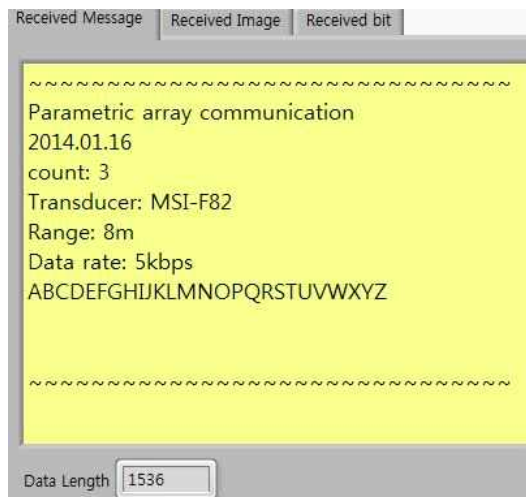 Received Message Received Image Received bit
~~~~~~~~~~~~~~~~~~~~~~~~~~~~~~~
Parametric array communication
2014.01.16
count: 3
Transducer: MSI-F82
Range: 8m
Data rate: 5kbps
ABCDEFGHIJKLMNOPQRSTUVWXYZ
~~~~~~~~~~~~~~~~~~~~~~~~~~~~~~~
Data Length 1536